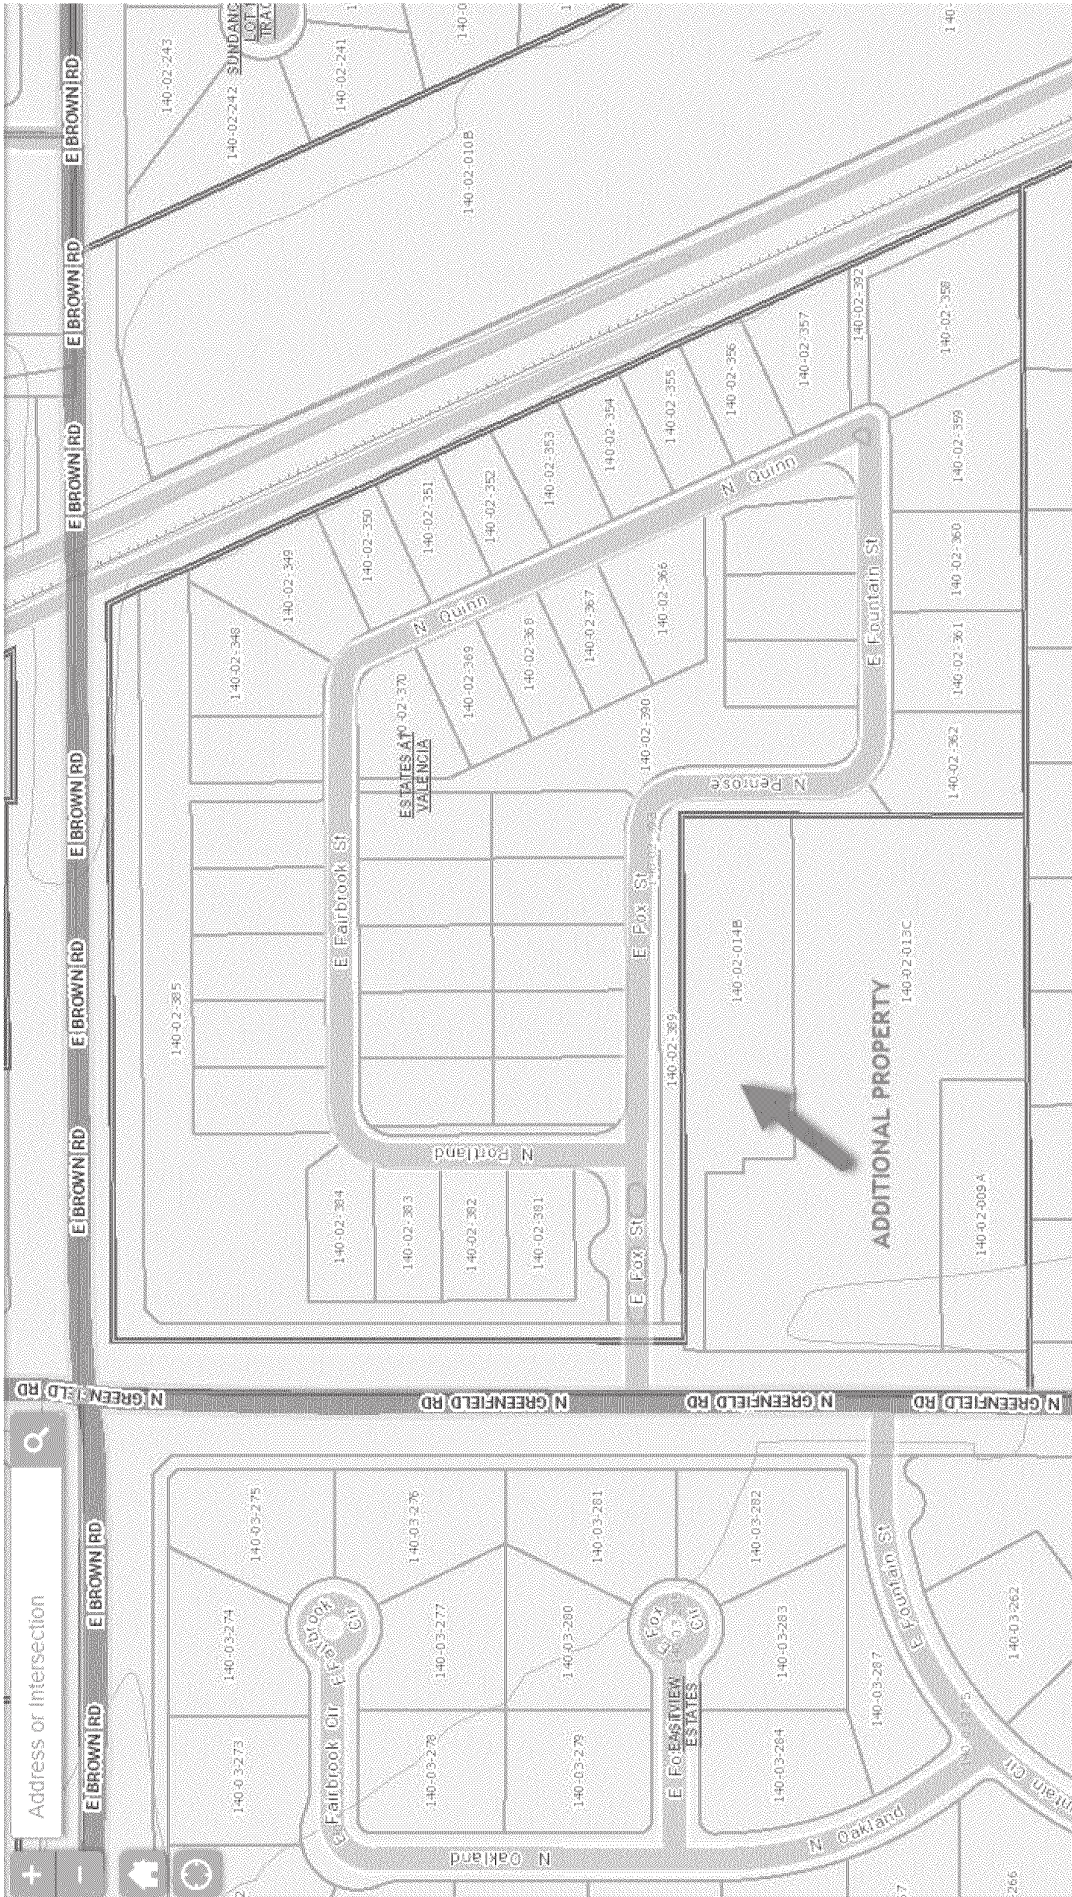 Address or Intersection
+
−
E BROWN RD
E BROWN RD
E BROWN RD
E BROWN RD
E BROWN RD
E BROWN RD
E BROWN RD
E BROWN RD
E BROWN RD
N GREENFIELD RD
N GREENFIELD RD
N GREENFIELD RD
N GREENFIELD RD
140-03-273
140-03-274
140-03-275
140-03-276
140-03-277
140-03-278
140-03-279
140-03-280
140-03-281
140-03-282
140-03-283
140-03-284
140-03-287
140-03-262
E Fairbrook Cir
E Fairbrook
Cir
E Fox
Cir
EASTVIEW
ESTATES
N Oakland
N Oakland
E Fountain St
140-02-385
140-02-384
140-02-383
140-02-382
140-02-381
N Portland
E Fairbrook St
E Fox St
E Fox St
140-02-389
140-02-390
N Penrose
E Fountain St
N Quinn
N Quinn
ESTATES AT
VALENCIA
140-02-348
140-02-349
140-02-350
140-02-351
140-02-352
140-02-353
140-02-354
140-02-355
140-02-356
140-02-357
140-02-392
140-02-358
140-02-359
140-02-360
140-02-361
140-02-362
140-02-366
140-02-367
140-02-368
140-02-369
140-02-370
140-02-014B
140-02-013C
140-02-009A
ADDITIONAL PROPERTY
140-02-010B
140-02-243
140-02-242
140-02-241